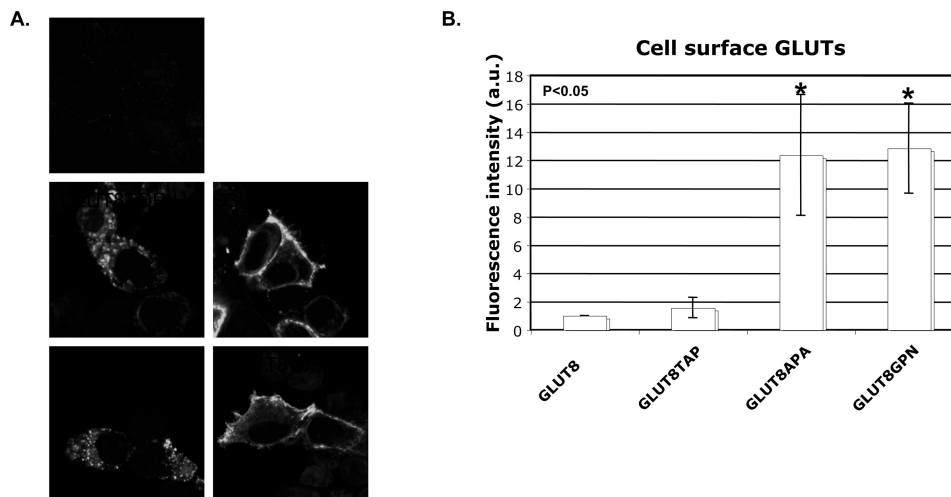 A.
B.
Cell surface GLUTs
Fluorescence intensity (a.u.)
18
16
14
12
10
8
6
4
2
0
P<0.05
*
*
GLUT8
GLUT8TAP
GLUT8APA
GLUT8GPN